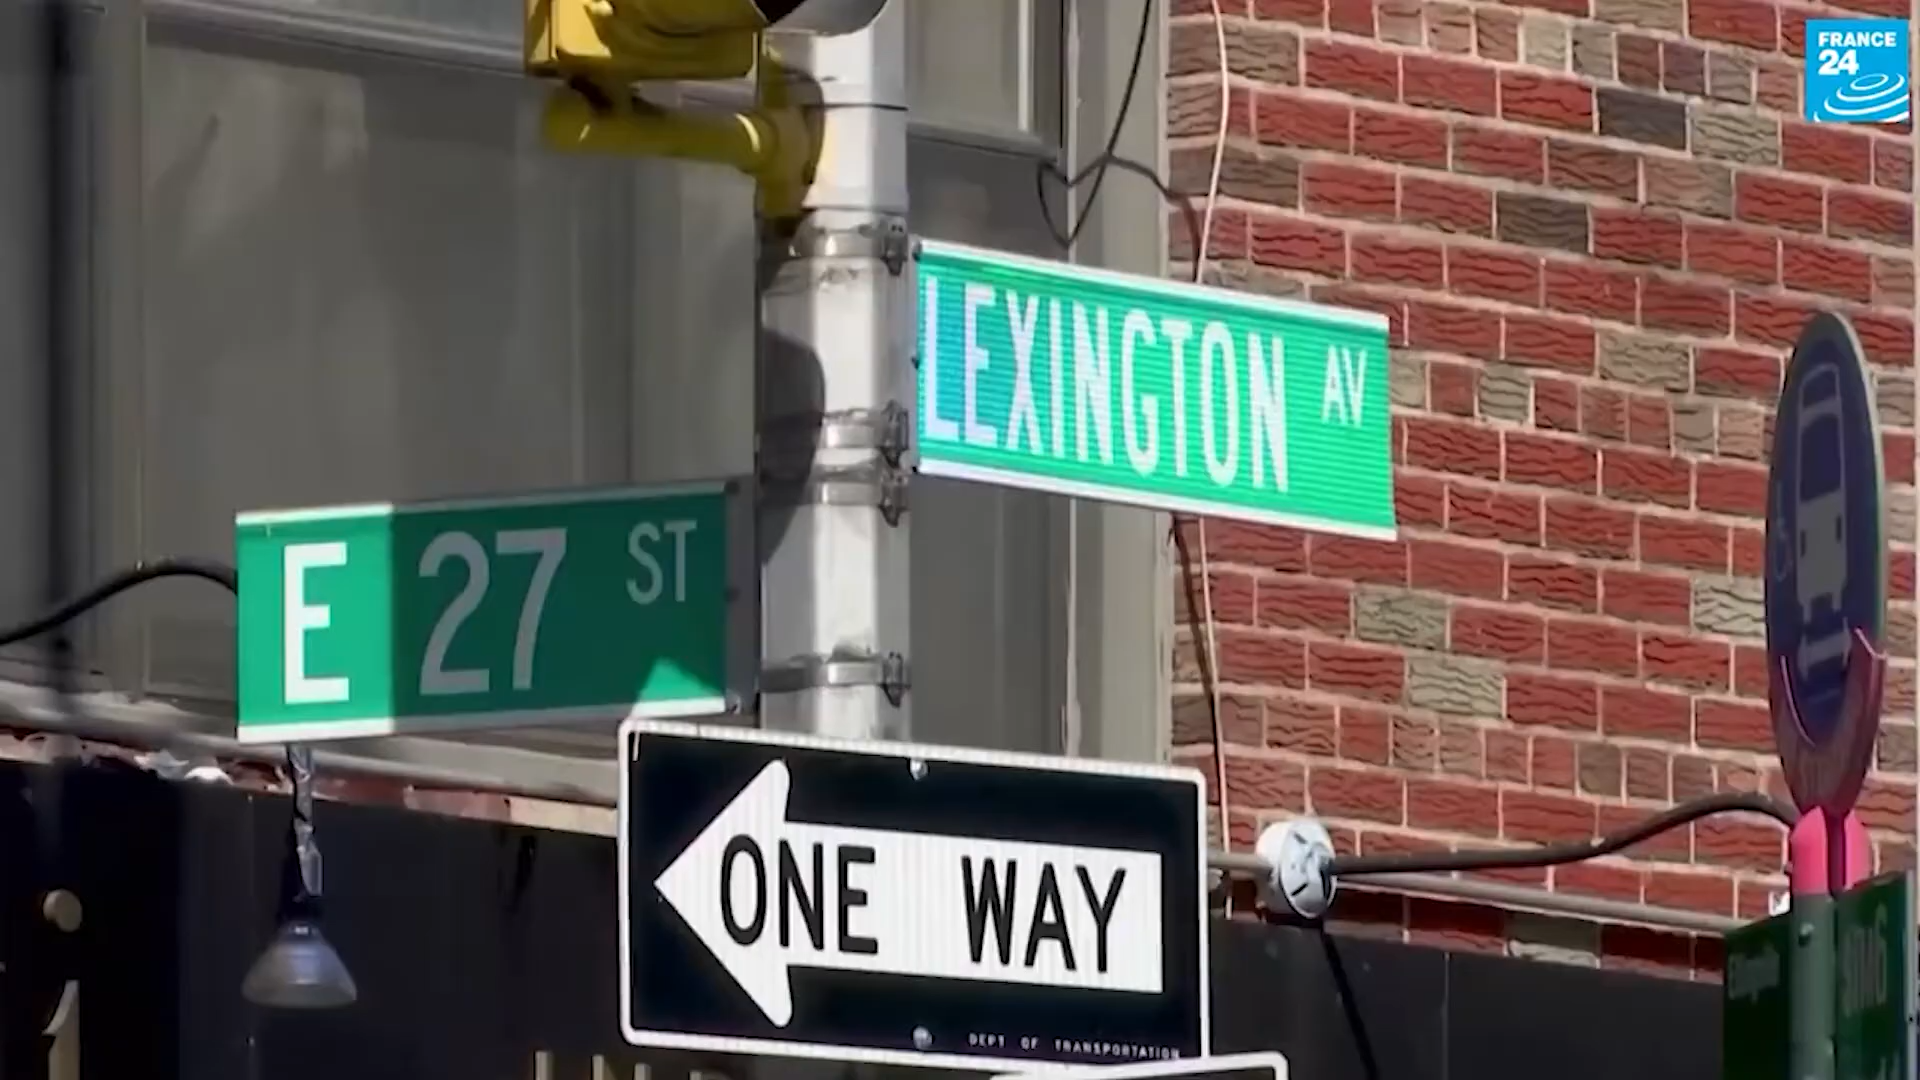 FRANCE
24
LEXINGTON AV
E 27 ST
ONE WAY
DEPT OF TRANSPORTATION